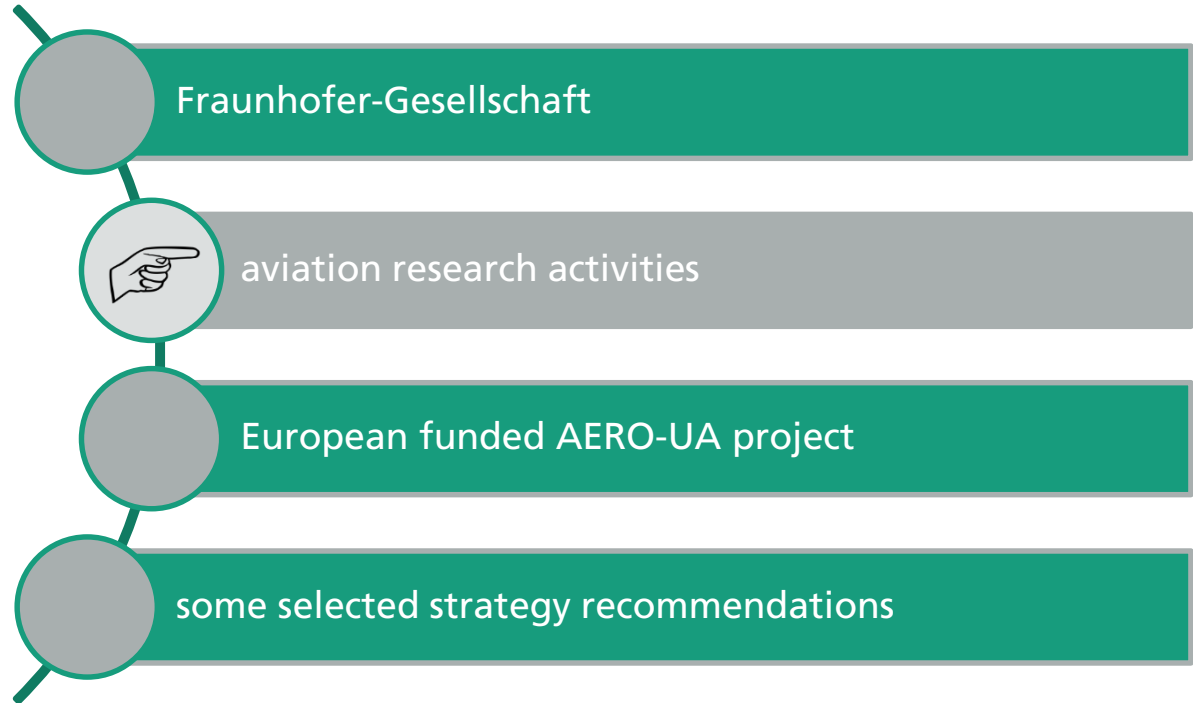 Fraunhofer-Gesellschaft
aviation research activities
European funded AERO-UA project
some selected strategy recommendations